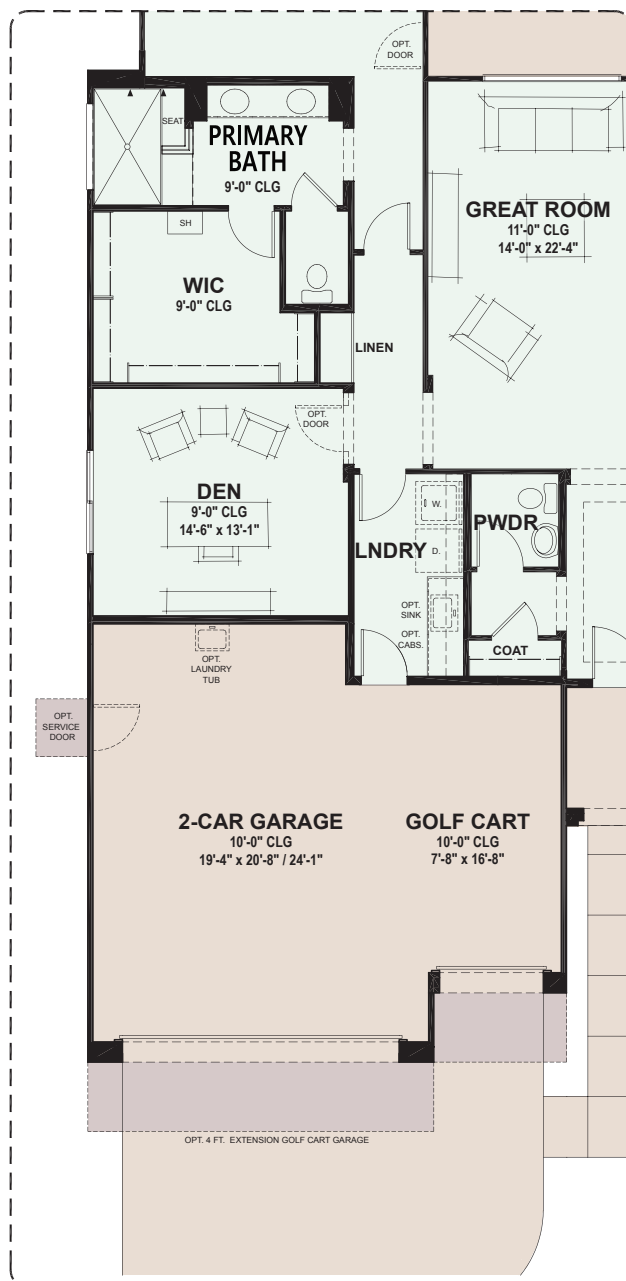 OPT.
DOOR
SEAT
PRIMARY
BATH
9'-0" CLG
GREAT ROOM
11'-0" CLG
14'-0" x 22'-4"
SH
WIC
9'-0" CLG
LINEN
OPT.
DOOR
DEN
9'-0" CLG
14'-6" x 13'-1"
W.
PWDR
LNDRY
D.
OPT.
SINK
OPT.
CABS.
COAT
OPT.
LAUNDRY
TUB
OPT.
SERVICE
DOOR
2-CAR GARAGE
10'-0" CLG
19'-4" x 20'-8" / 24'-1"
GOLF CART
10'-0" CLG
7'-8" x 16'-8"
OPT. 4 FT. EXTENSION GOLF CART GARAGE